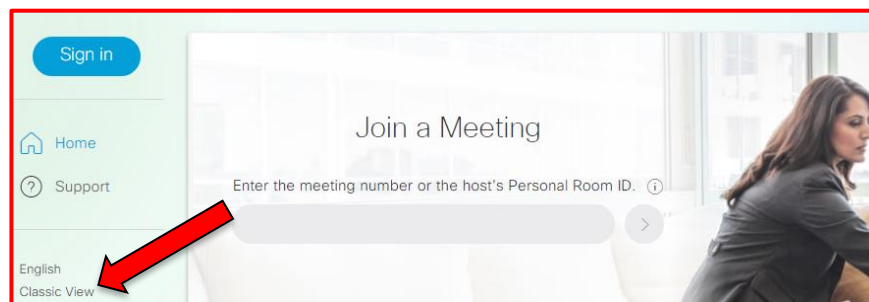 Sign in
Home
Support
English
Classic View
Join a Meeting
Enter the meeting number or the host's Personal Room ID.